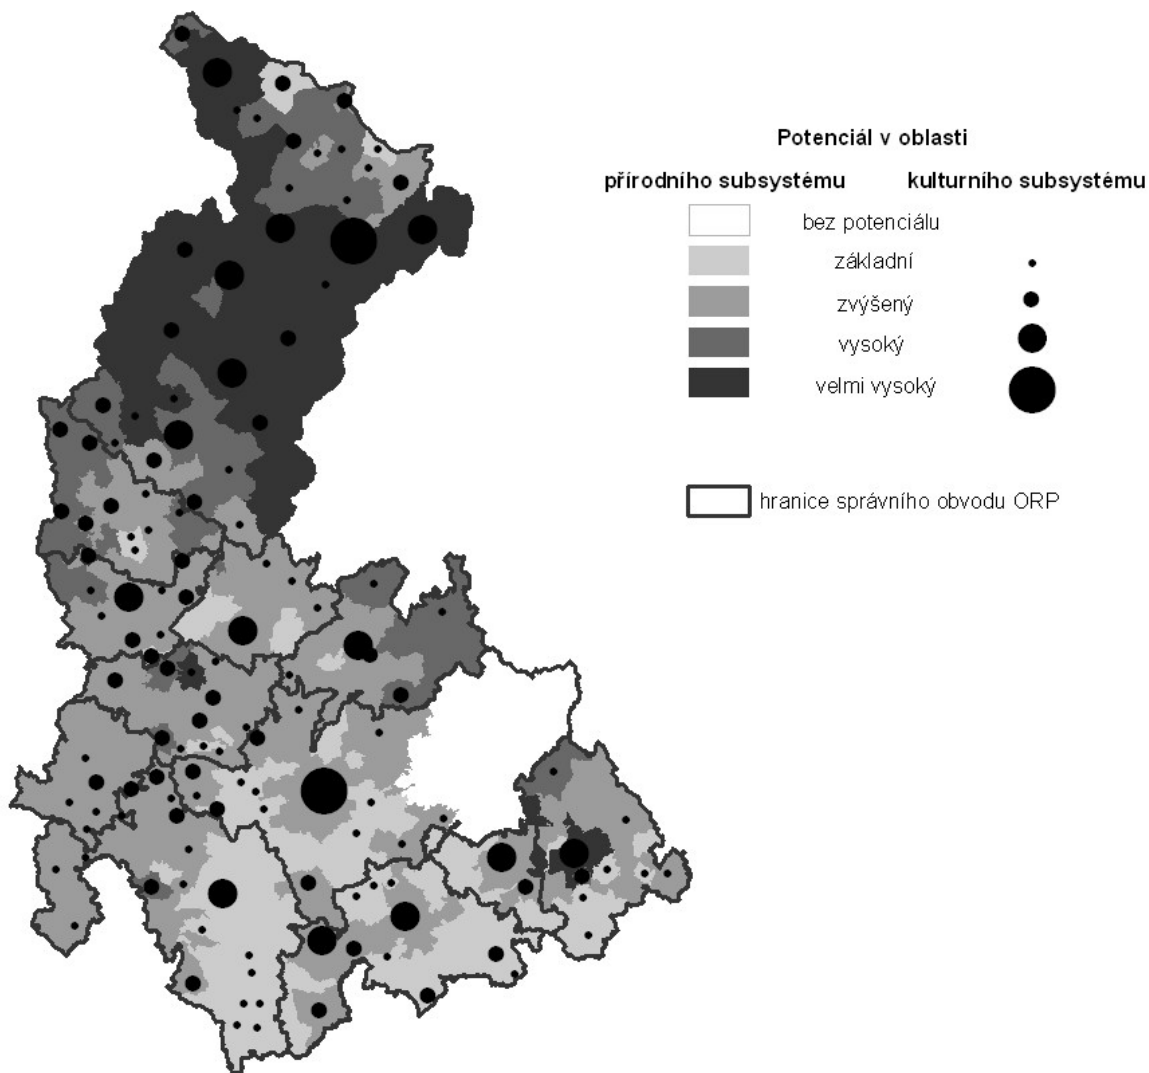 Potenciál v oblasti
přírodního subsystému kulturního subsystému
bez potenciálu
základní
zvýšený
vysoký
velmi vysoký
hranice správního obvodu ORP